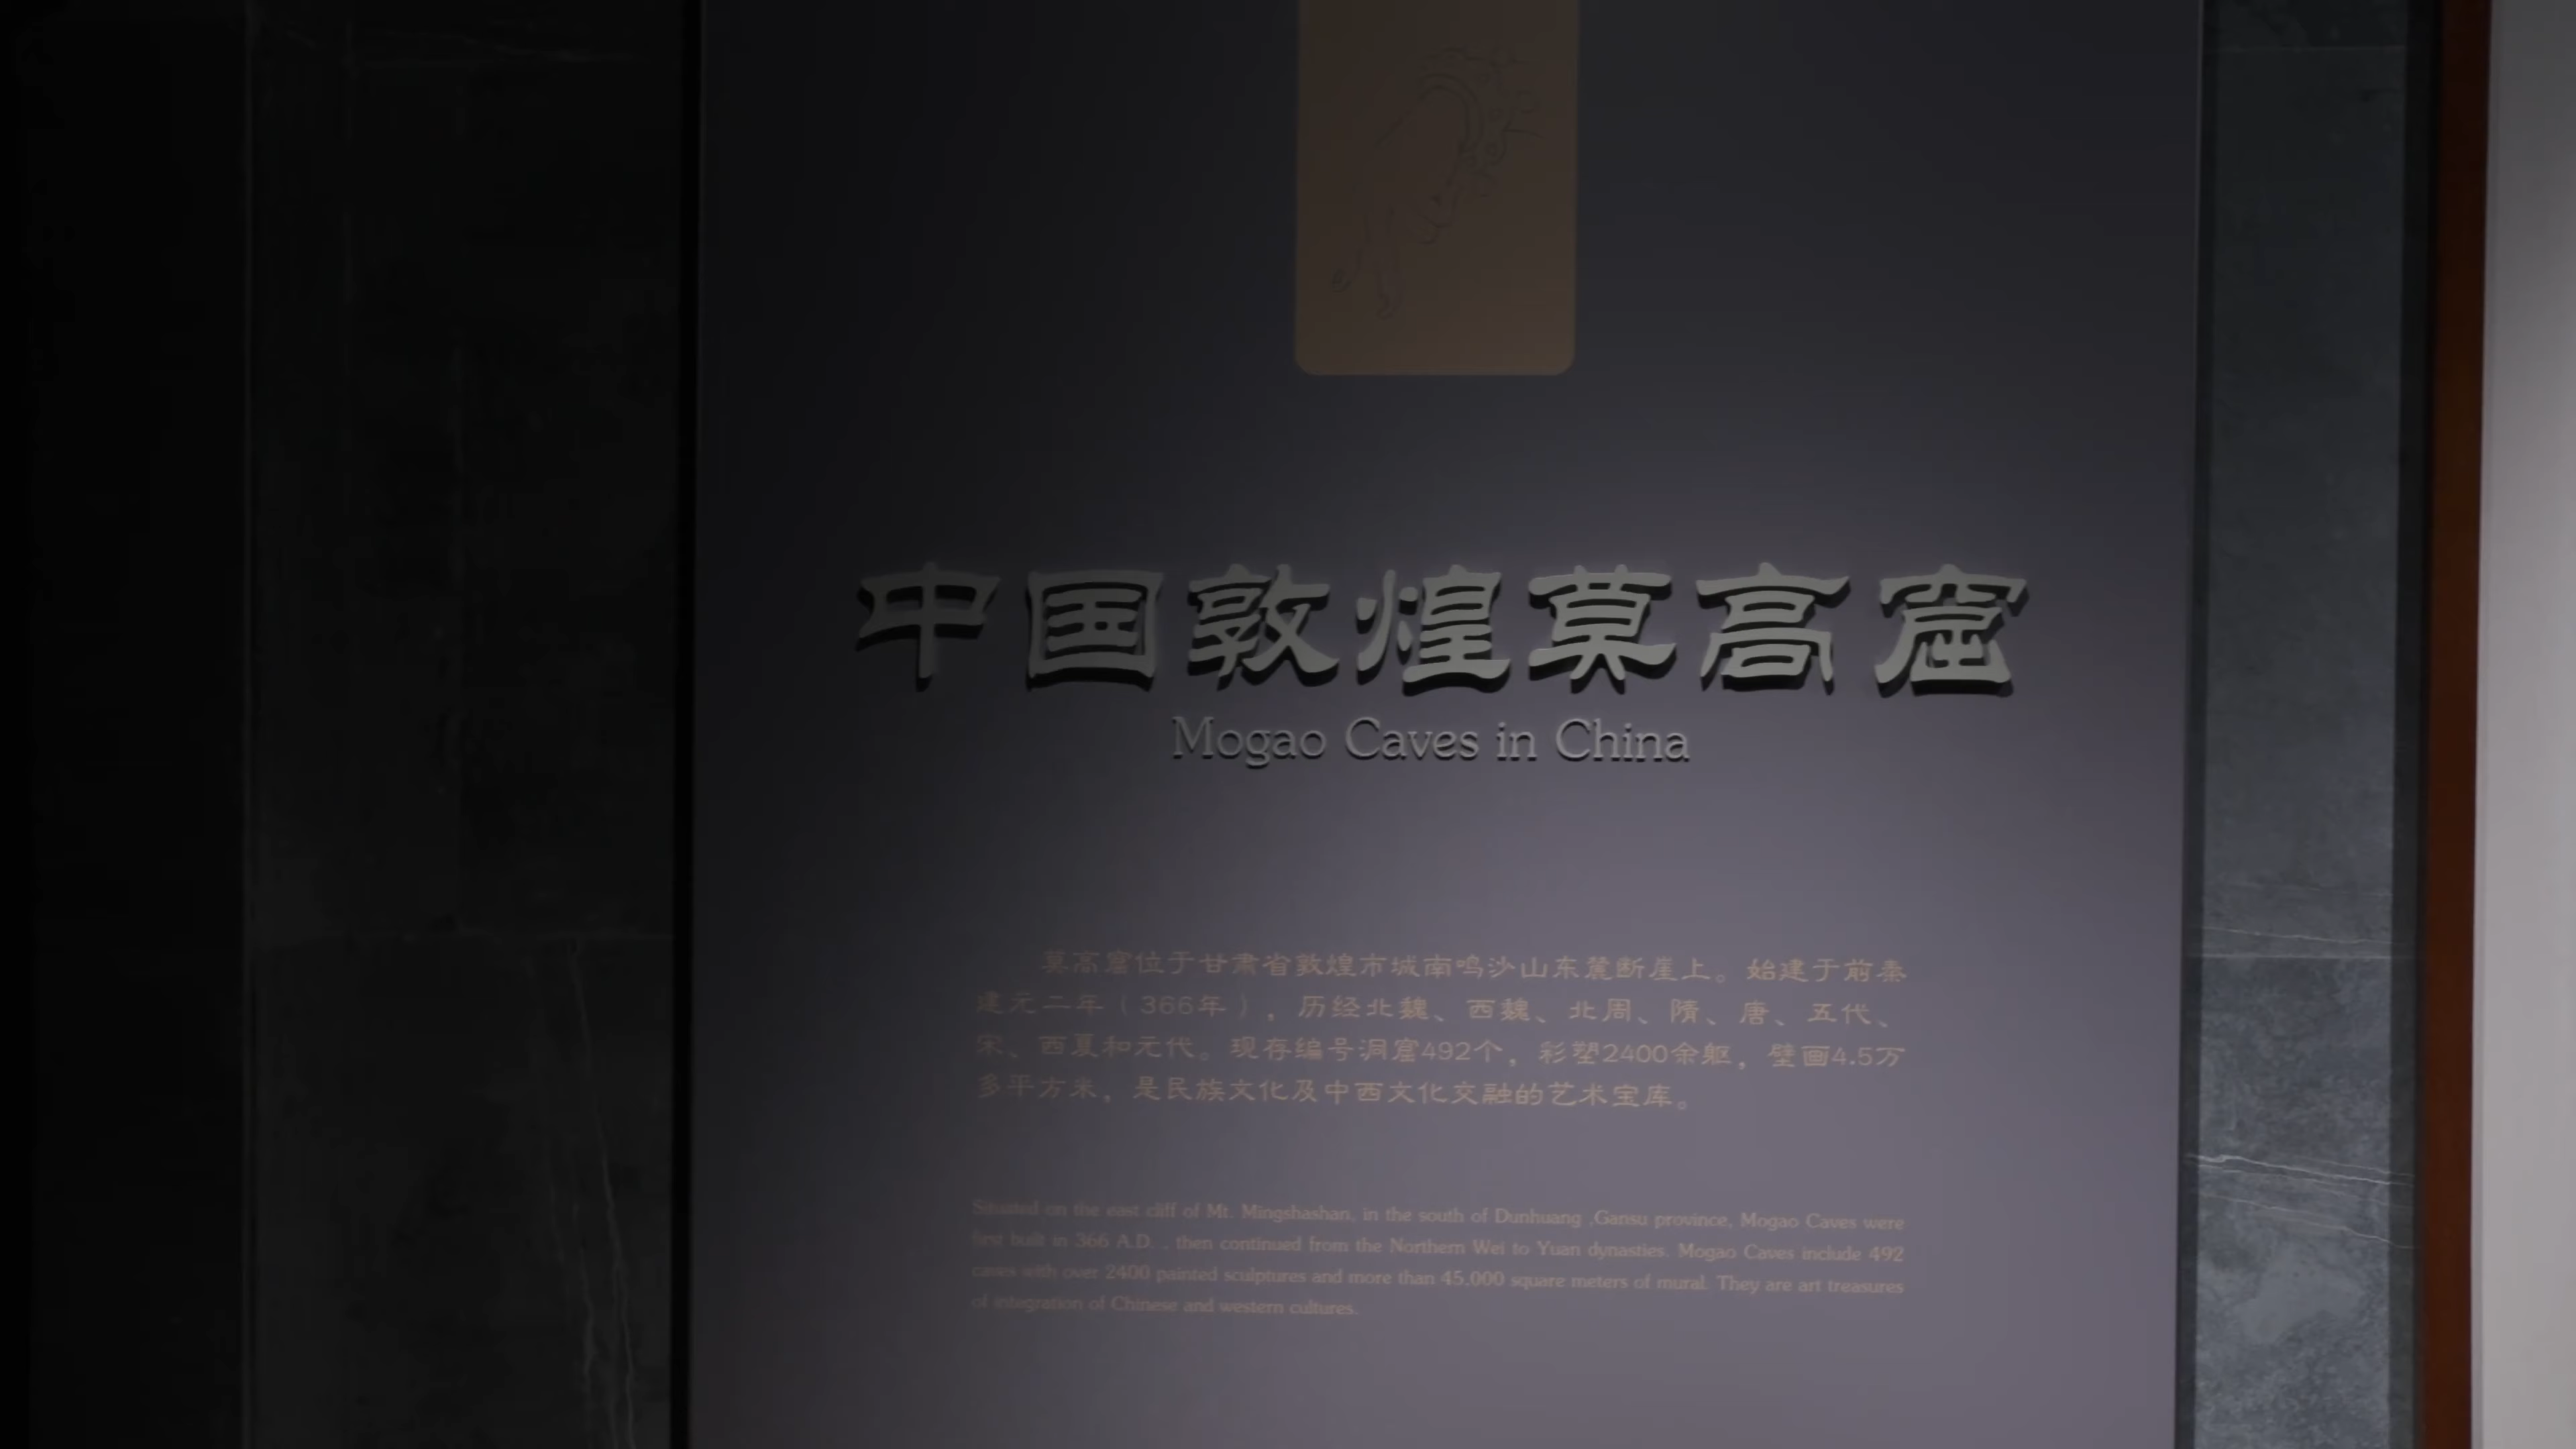 中国敦煌莫高窟
Mogao Caves in China
莫高窟位于甘肃省敦煌市城南鸣沙山东麓断崖上。始建于前秦
建元二年（366年），历经北魏、西魏、北周、隋、唐、五代、
宋、西夏和元代。现存编号洞窟492个，彩塑2400余躯，壁画4.5万
多平方米，是民族文化及中西文化交融的艺术宝库。
Situated on the east cliff of Mt. Mingshashan, in the south of Dunhuang ,Gansu province, Mogao Caves were
first built in 366 A.D. .. then continued from the Northern Wei to Yuan dynasties. Mogao Caves include 492
caves with over 2400 painted sculptures and more than 45,000 square meters of mural. They are art treasures
of integration of Chinese and western cultures.